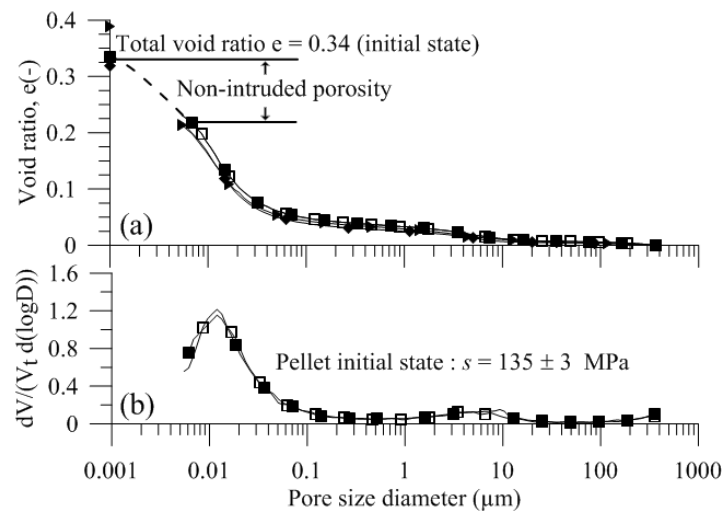 0.4
Total void ratio e = 0.34 (initial state)
0.3
Non-intruded porosity
0.2
0.1
(a)
0
Void ratio, e(-)
1.6
1.2
0.8
Pellet initial state : s = 135 ± 3 MPa
0.4
(b)
0
dV/(Vt d(logD))
0.001 0.01 0.1 1 10 100 1000
Pore size diameter (μm)